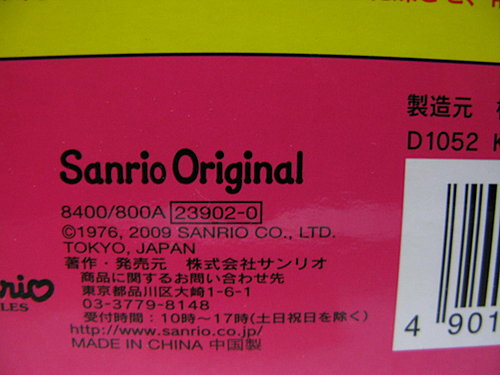 製造元
D1052 K
Sanrio Original
8400/800A 23902-0
©1976, 2009 SANRIO CO., LTD.
TOKYO, JAPAN
著作・発売元 株式会社サンリオ
商品に関するお問い合わせ先
東京都品川区大崎1-6-1
03-3779-8148
受付時間：10時〜17時(土日祝日を除く)
http://www.sanrio.co.jp/
MADE IN CHINA 中国製
rio
LES
4 901